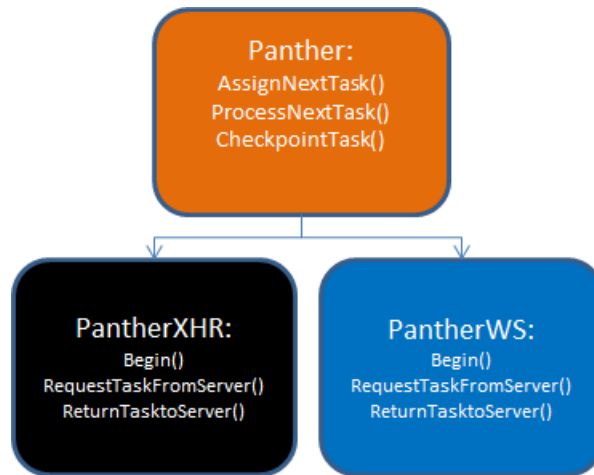 Panther:
AssignNextTask()
ProcessNextTask()
CheckpointTask()
PantherXHR:
Begin()
RequestTaskFromServer()
ReturnTasktoServer()
PantherWS:
Begin()
RequestTaskFromServer()
ReturnTasktoServer()